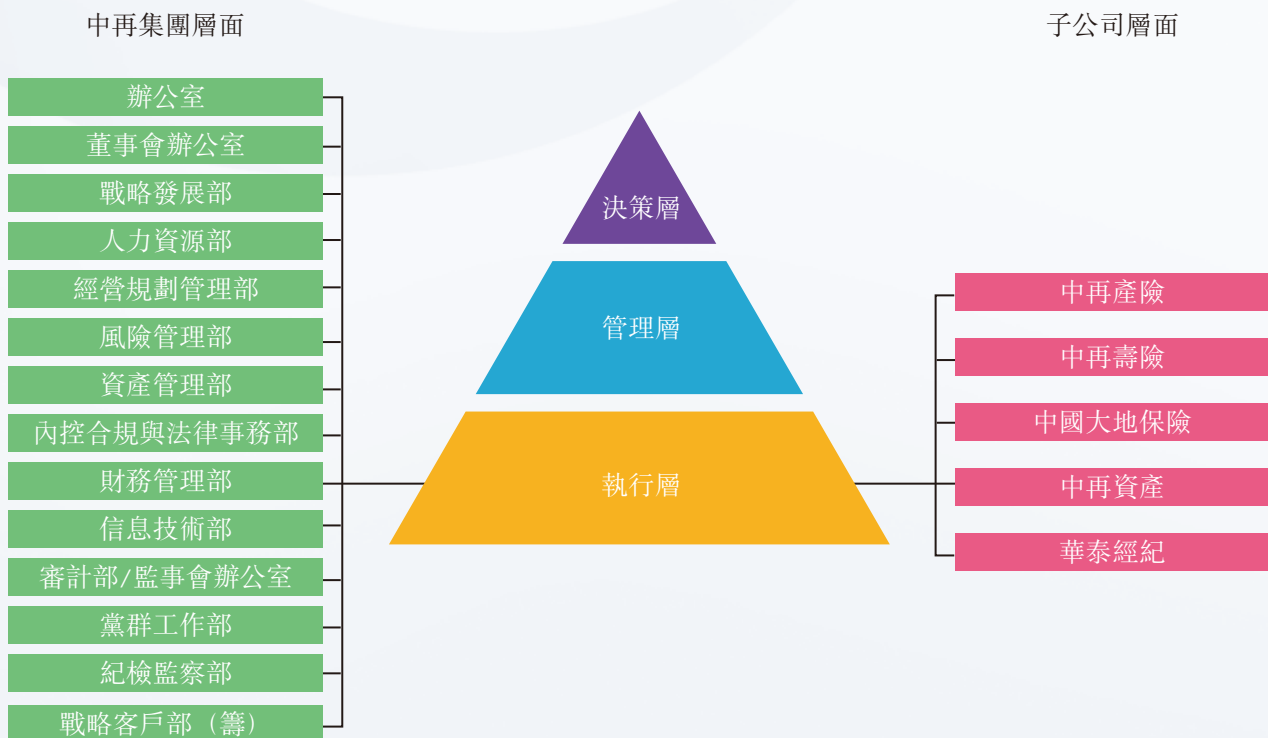 中再集團層面
子公司層面
辦公室
董事會辦公室
戰略發展部
人力資源部
經營規劃管理部
風險管理部
資產管理部
內控合規與法律事務部
財務管理部
信息技術部
審計部/監事會辦公室
黨群工作部
紀檢監察部
戰略客戶部（籌）
決策層
管理層
執行層
中再產險
中再壽險
中國大地保險
中再資產
華泰經紀